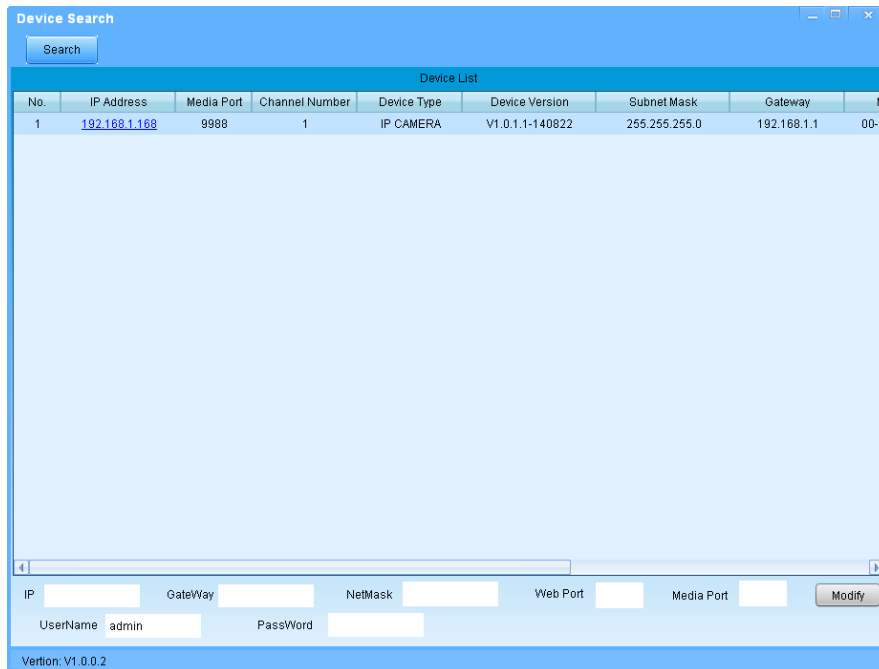 Device Search
Search
Device List
No. IP Address Media Port Channel Number Device Type Device Version Subnet Mask Gateway
1 192.168.1.168 9988 1 IP CAMERA V1.0.1.1-140822 255.255.255.0 192.168.1.1 00-
IP GateWay NetMask Web Port Media Port Modify
UserName admin PassWord
Vertion: V1.0.0.2